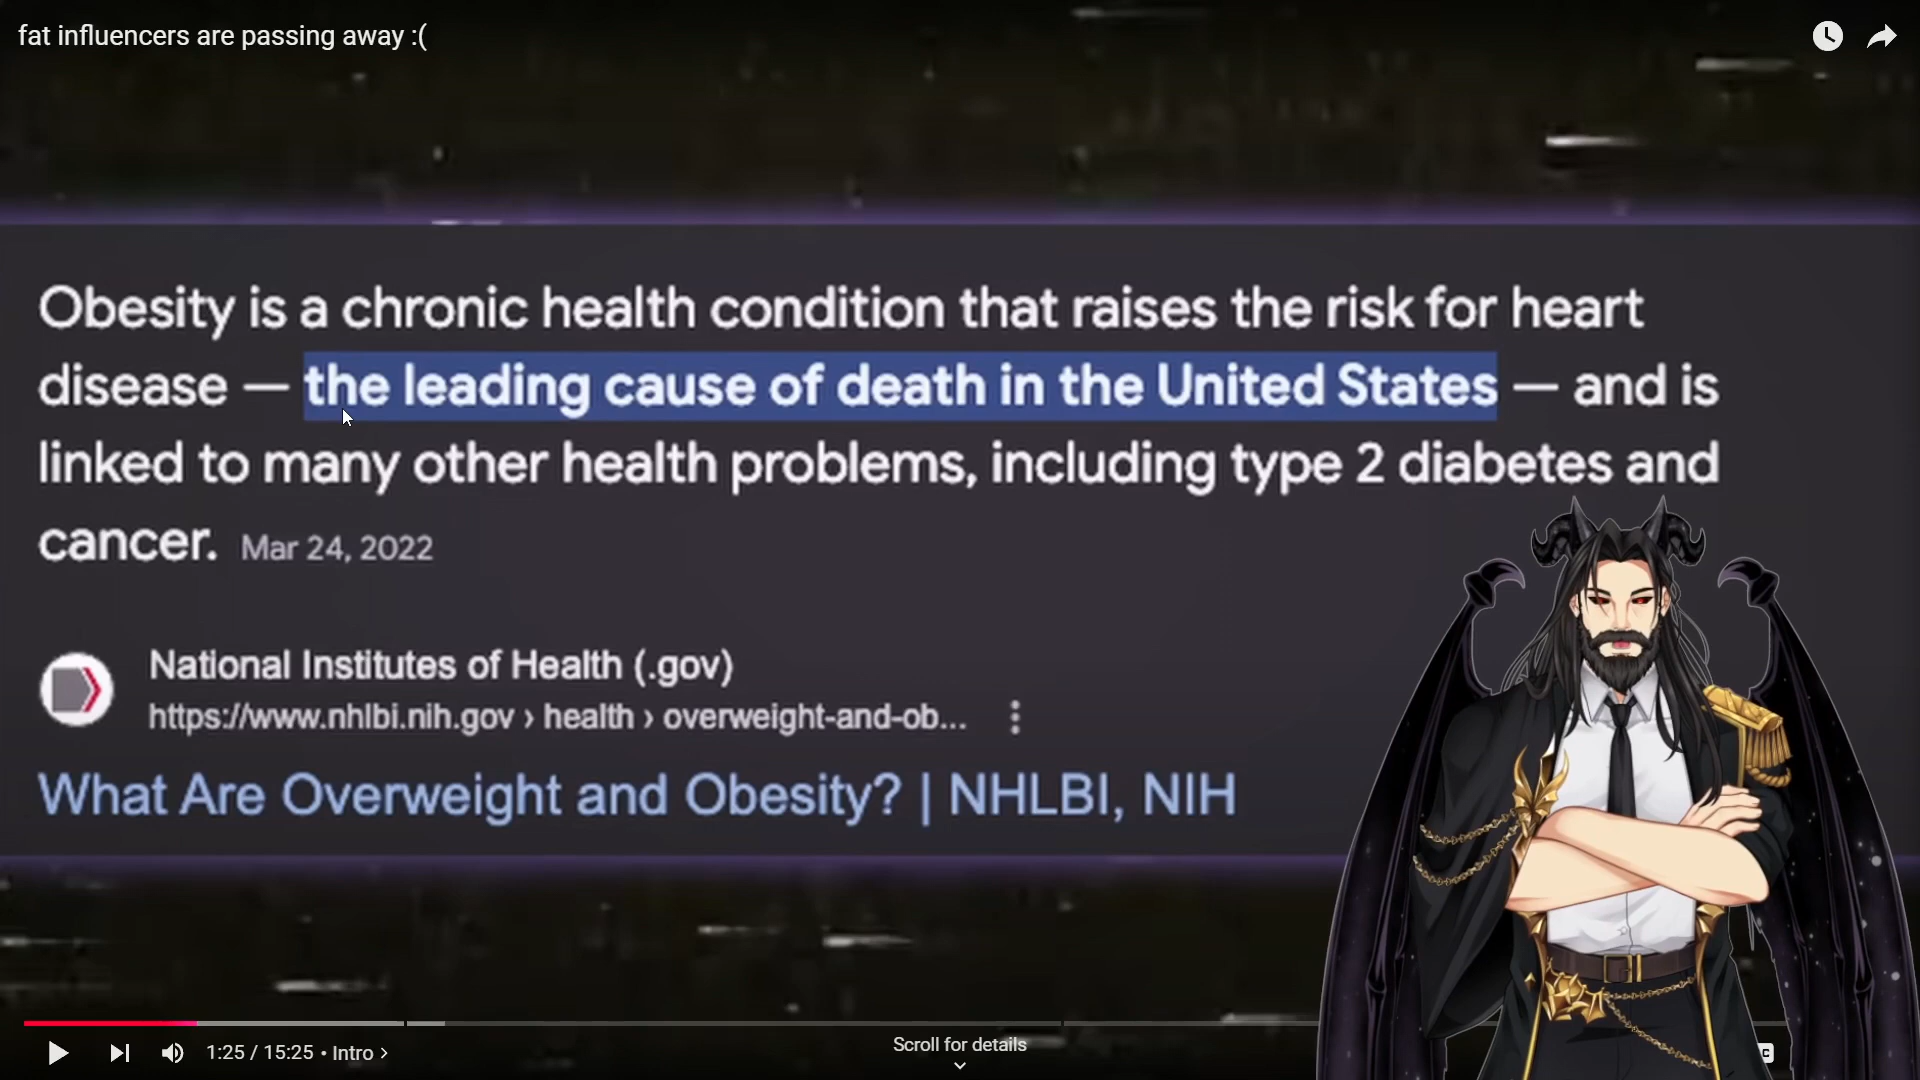 fat influencers are passing away :(
Obesity is a chronic health condition that raises the risk for heart
disease — the leading cause of death in the United States — and is
linked to many other health problems, including type 2 diabetes and
cancer. Mar 24, 2022
National Institutes of Health (.gov)
https://www.nhlbi.nih.gov › health › overweight-and-ob...
What Are Overweight and Obesity? | NHLBI, NIH
1:25 / 15:25 • Intro ›
Scroll for details